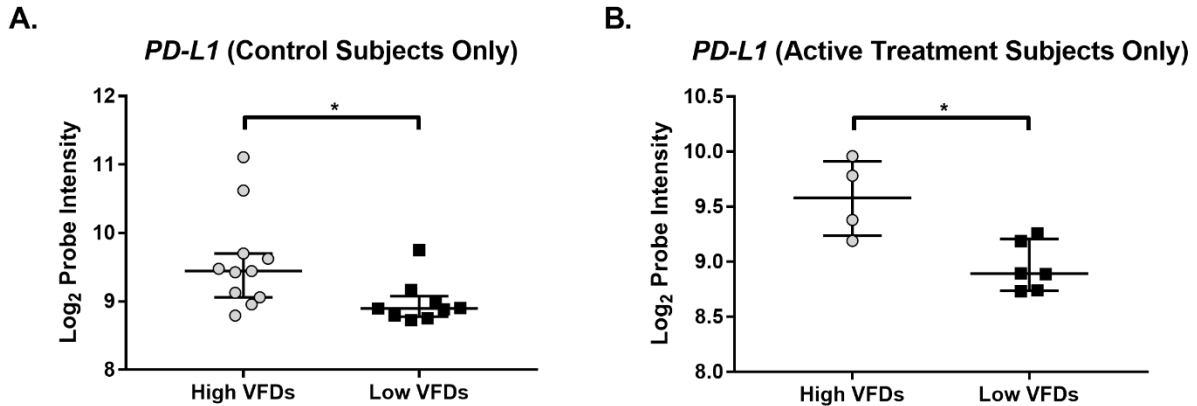 A.
PD-L1 (Control Subjects Only)
Log2 Probe Intensity
12
11
10
9
8
*
High VFDs
Low VFDs
B.
PD-L1 (Active Treatment Subjects Only)
Log2 Probe Intensity
10.5
10.0
9.5
9.0
8.5
8.0
*
High VFDs
Low VFDs